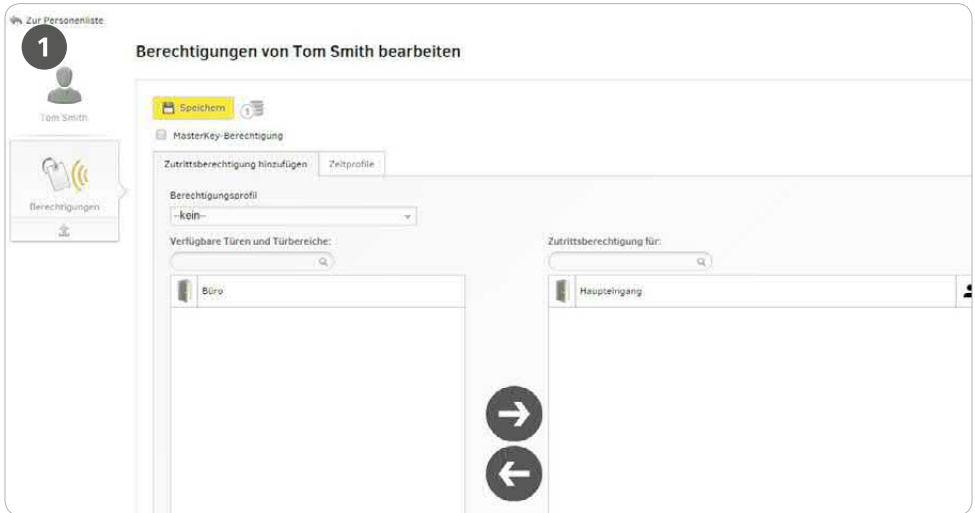 Zur Personenliste
1
Berechtigungen von Tom Smith bearbeiten
Tom Smith
Speichern
1
MasterKey-Berechtigung
Zutrittsberechtigung hinzufügen
Zeitprofile
Berechtigungen
Berechtigungsprofil
--kein--
Verfügbare Türen und Türbereiche:
Zutrittsberechtigung für:
Büro
Haupteingang